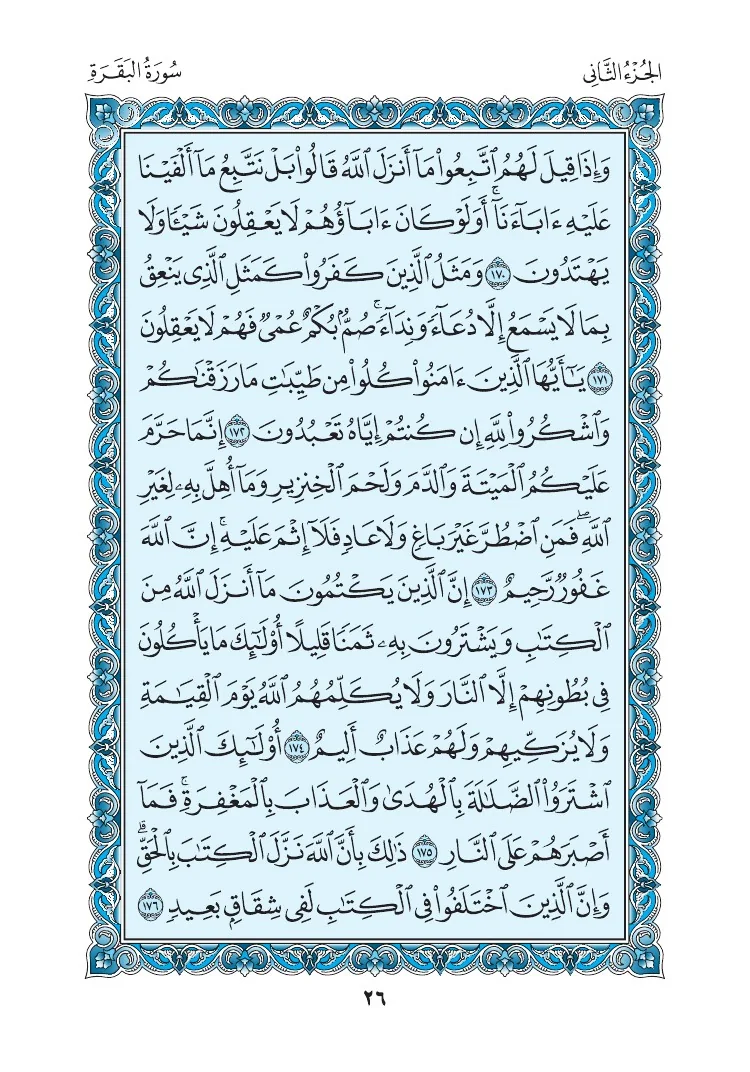 الجُزْءُ الثَّانِي
سُورَةُ البَقَرَةِ
وَإِذَا قِيلَ لَهُمُ ٱتَّبِعُوا۟ مَآ أَنزَلَ ٱللَّهُ قَالُوا۟ بَلْ نَتَّبِعُ مَآ أَلْفَيْنَا
عَلَيْهِ ءَابَآءَنَآ ۚ أَوَلَوْ كَانَ ءَابَآؤُهُمْ لَا يَعْقِلُونَ شَيْـًٔا وَلَا
يَهْتَدُونَ ١٧٠ وَمَثَلُ ٱلَّذِينَ كَفَرُوا۟ كَمَثَلِ ٱلَّذِى يَنْعِقُ
بِمَا لَا يَسْمَعُ إِلَّا دُعَآءً وَنِدَآءً ۚ صُمٌّۢ بُكْمٌ عُمْىٌ فَهُمْ لَا يَعْقِلُونَ
١٧١ يَـٰٓأَيُّهَا ٱلَّذِينَ ءَامَنُوا۟ كُلُوا۟ مِن طَيِّبَـٰتِ مَا رَزَقْنَـٰكُمْ
وَٱشْكُرُوا۟ لِلَّهِ إِن كُنتُمْ إِيَّاهُ تَعْبُدُونَ ١٧٢ إِنَّمَا حَرَّمَ
عَلَيْكُمُ ٱلْمَيْتَةَ وَٱلدَّمَ وَلَحْمَ ٱلْخِنزِيرِ وَمَآ أُهِلَّ بِهِۦ لِغَيْرِ
ٱللَّهِ ۖ فَمَنِ ٱضْطُرَّ غَيْرَ بَاغٍ وَلَا عَادٍ فَلَآ إِثْمَ عَلَيْهِ ۚ إِنَّ ٱللَّهَ
غَفُورٌ رَّحِيمٌ ١٧٣ إِنَّ ٱلَّذِينَ يَكْتُمُونَ مَآ أَنزَلَ ٱللَّهُ مِنَ
ٱلْكِتَـٰبِ وَيَشْتَرُونَ بِهِۦ ثَمَنًا قَلِيلًا أُو۟لَـٰٓئِكَ مَا يَأْكُلُونَ
فِى بُطُونِهِمْ إِلَّا ٱلنَّارَ وَلَا يُكَلِّمُهُمُ ٱللَّهُ يَوْمَ ٱلْقِيَـٰمَةِ
وَلَا يُزَكِّيهِمْ وَلَهُمْ عَذَابٌ أَلِيمٌ ١٧٤ أُو۟لَـٰٓئِكَ ٱلَّذِينَ
ٱشْتَرَوُا۟ ٱلضَّلَـٰلَةَ بِٱلْهُدَىٰ وَٱلْعَذَابَ بِٱلْمَغْفِرَةِ ۚ فَمَآ
أَصْبَرَهُمْ عَلَى ٱلنَّارِ ١٧٥ ذَٰلِكَ بِأَنَّ ٱللَّهَ نَزَّلَ ٱلْكِتَـٰبَ بِٱلْحَقِّ ۗ
وَإِنَّ ٱلَّذِينَ ٱخْتَلَفُوا۟ فِى ٱلْكِتَـٰبِ لَفِى شِقَاقٍۭ بَعِيدٍ ١٧٦
٢٦